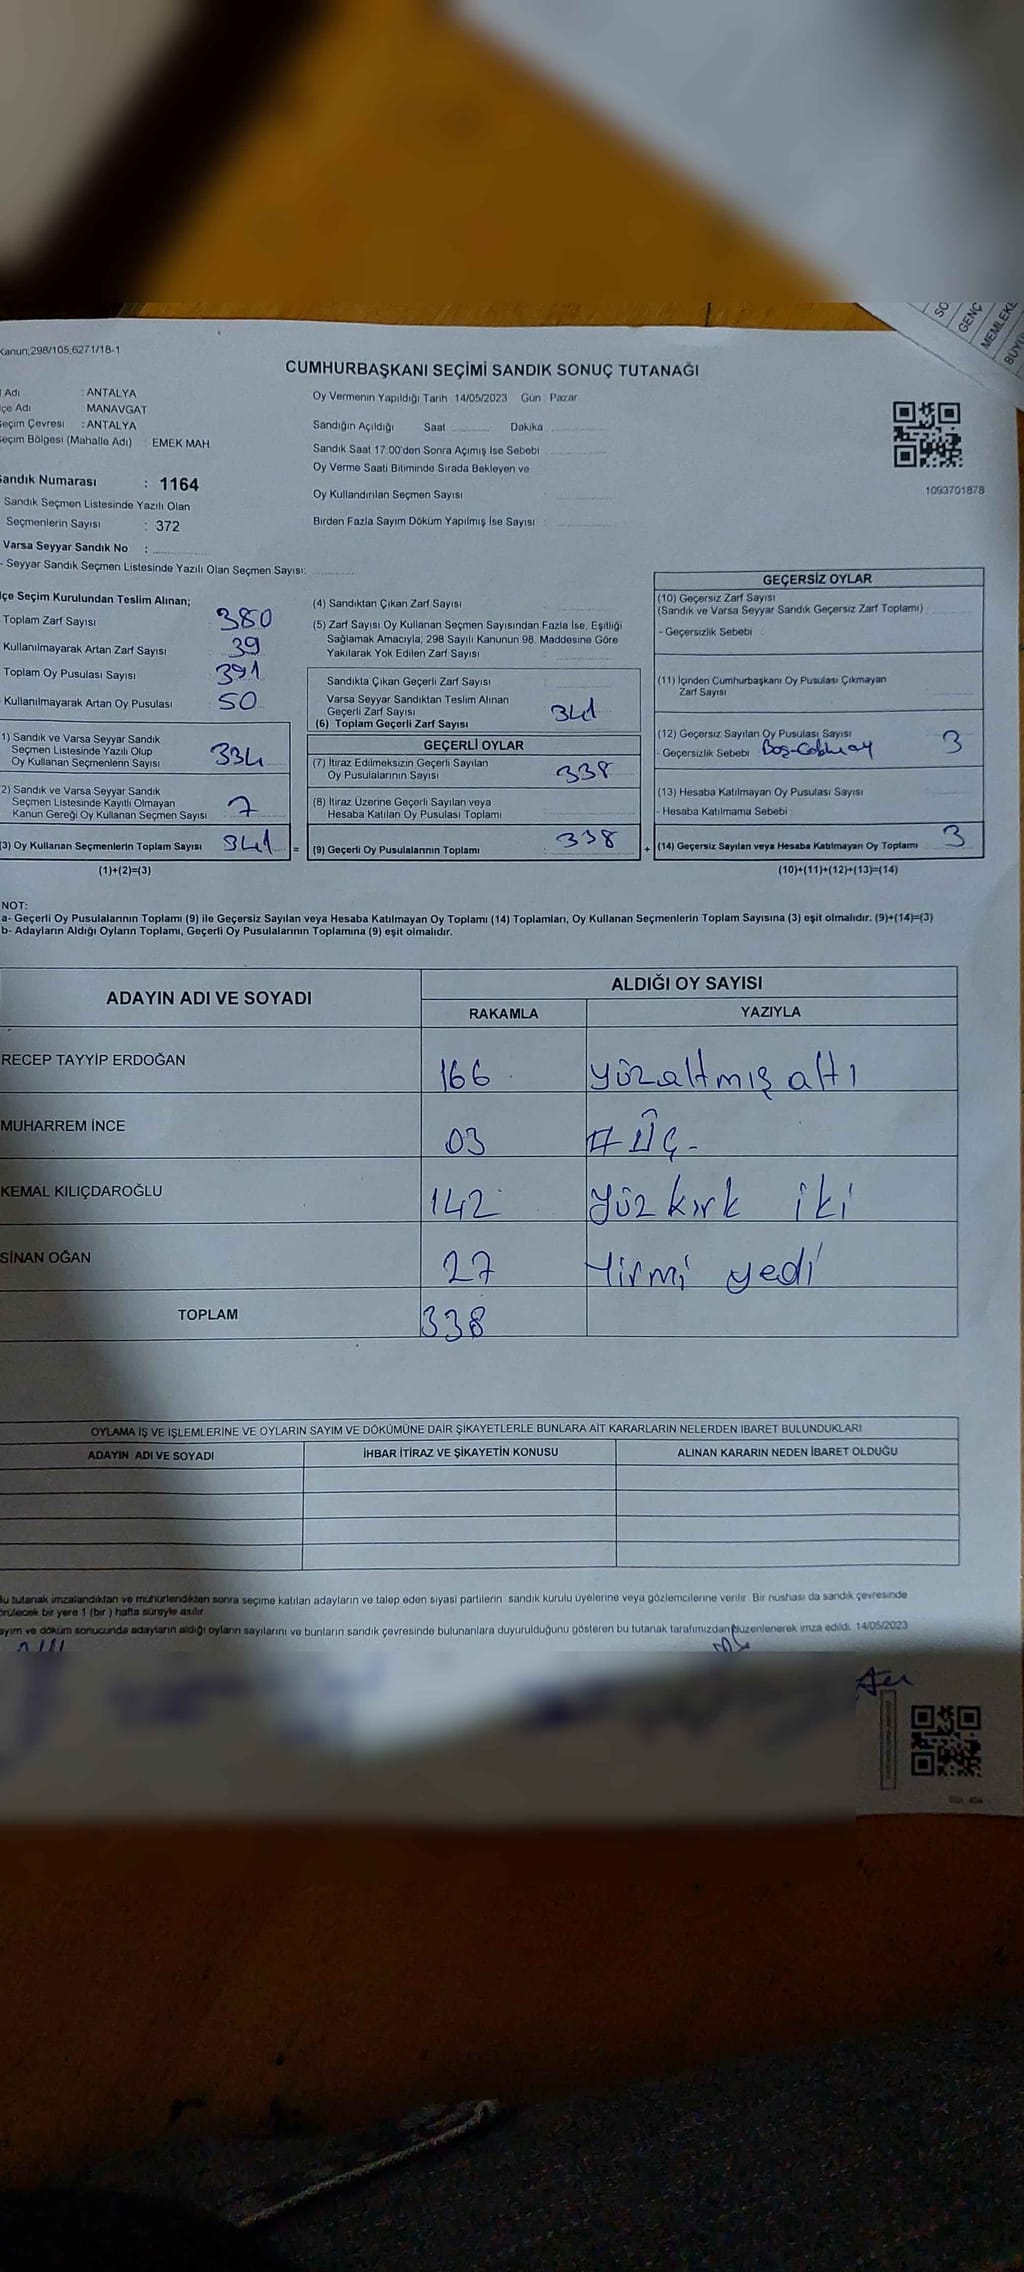 Kanun;298/105,6271/18-1
CUMHURBAŞKANI SEÇİMİ SANDIK SONUÇ TUTANAĞI
Adı : ANTALYA
çe Adı MANAVGAT
eçim Çevresi : ANTALYA
eçim Bölgesi (Mahalle Adı) : EMEK MAH
Sandık Numarası : 1164
Sandık Seçmen Listesinde Yazılı Olan
Seçmenlerin Sayısı : 372
Varsa Seyyar Sandık No :
- Seyyar Sandık Seçmen Listesinde Yazılı Olan Seçmen Sayısı:
Oy Vermenin Yapıldığı Tarih 14/05/2023 Gün : Pazar
Sandığın Açıldığı Saat Dakika
Sandık Saat 17:00'den Sonra Açımış İse Sebebi
Oy Verme Saati Bitiminde Sırada Bekleyen ve
Oy Kullandırılan Seçmen Sayısı
Birden Fazla Sayım Döküm Yapılmış İse Sayısı :
1093701878
SO
GENÇ
MEMLEKE
BÜYÜ
lçe Seçim Kurulundan Teslim Alınan;
Toplam Zarf Sayısı 380
Kullanılmayarak Artan Zarf Sayısı 39
Toplam Oy Pusulası Sayısı 391
Kullanılmayarak Artan Oy Pusulası 50
1) Sandık ve Varsa Seyyar Sandık
Seçmen Listesinde Yazılı Olup
Oy Kullanan Seçmenlerin Sayısı 334
2) Sandık ve Varsa Seyyar Sandık
Seçmen Listesinde Kayıtlı Olmayan
Kanun Gereği Oy Kullanan Seçmen Sayısı 7
(3) Oy Kullanan Seçmenlerin Toplam Sayısı 341 =
(1)+(2)=(3)
(4) Sandıktan Çıkan Zarf Sayısı
(5) Zarf Sayısı Oy Kullanan Seçmen Sayısından Fazla İse, Eşitliği
Sağlamak Amacıyla, 298 Sayılı Kanunun 98. Maddesine Göre
Yakılarak Yok Edilen Zarf Sayısı
Sandıkta Çıkan Geçerli Zarf Sayısı
Varsa Seyyar Sandıktan Teslim Alınan
Geçerli Zarf Sayısı
(6) Toplam Geçerli Zarf Sayısı 341
GEÇERLİ OYLAR
(7) İtiraz Edilmeksizin Geçerli Sayılan
Oy Pusulalarının Sayısı 338
(8) İtiraz Üzerine Geçerli Sayılan veya
Hesaba Katılan Oy Pusulası Toplamı
(9) Geçerli Oy Pusulalarının Toplamı : 338 +
GEÇERSİZ OYLAR
(10) Geçersiz Zarf Sayısı
(Sandık ve Varsa Seyyar Sandık Geçersiz Zarf Toplamı)
- Geçersizlik Sebebi :
(11) İçinden Cumhurbaşkanı Oy Pusulası Çıkmayan
Zarf Sayısı
(12) Geçersiz Sayılan Oy Pusulası Sayısı 3
- Geçersizlik Sebebi Boş-
(13) Hesaba Katılmayan Oy Pusulası Sayısı
- Hesaba Katılmama Sebebi :
(14) Geçersiz Sayılan veya Hesaba Katılmayan Oy Toplamı 3
(10)+(11)+(12)+(13)=(14)
NOT:
a- Geçerli Oy Pusulalarının Toplamı (9) ile Geçersiz Sayılan veya Hesaba Katılmayan Oy Toplamı (14) Toplamları, Oy Kullanan Seçmenlerin Toplam Sayısına (3) eşit olmalıdır. (9)+(14)=(3)
b- Adayların Aldığı Oyların Toplamı, Geçerli Oy Pusulalarının Toplamına (9) eşit olmalıdır.
ADAYIN ADI VE SOYADI ALDIĞI OY SAYISI
RAKAMLA YAZIYLA
RECEP TAYYİP ERDOĞAN 166 yüzaltmış altı
MUHARREM İNCE 03 # Üç-
KEMAL KILIÇDAROĞLU 142 yüz kırk iki
SİNAN OĞAN 27 Yirmi yedi
TOPLAM 338
OYLAMA İŞ VE İŞLEMLERİNE VE OYLARIN SAYIM VE DÖKÜMÜNE DAİR ŞİKAYETLERLE BUNLARA AİT KARARLARIN NELERDEN İBARET BULUNDUKLARI
ADAYIN ADI VE SOYADI İHBAR İTİRAZ VE ŞİKAYETİN KONUSU ALINAN KARARIN NEDEN İBARET OLDUĞU
Bu tutanak imzalandıktan ve mühürlendikten sonra seçime katılan adayların ve talep eden siyasi partilerin sandık kurulu üyelerine veya gözlemcilerine verilir. Bir nüshası da sandık çevresinde
örülecek bir yere 1 (bir ) hafta süreyle asılır.
ayım ve döküm sonucunda adayların aldığı oyların sayılarını ve bunların sandık çevresinde bulunanlara duyurulduğunu gösteren bu tutanak tarafımızdan düzenlenerek imza edildi. 14/05/2023